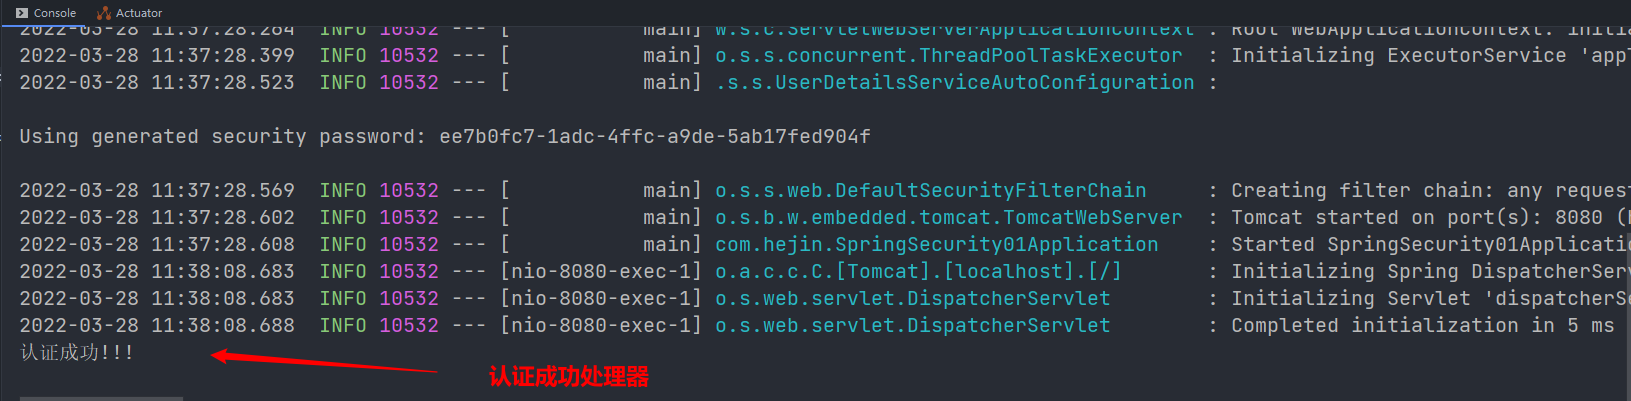 Console Actuator
2022-03-28 11:37:28.264  INFO 10532 --- [           main] w.s.c.ServletWebServerApplicationContext : Root WebApplicationContext: initia
2022-03-28 11:37:28.399  INFO 10532 --- [           main] o.s.s.concurrent.ThreadPoolTaskExecutor  : Initializing ExecutorService 'appl
2022-03-28 11:37:28.523  INFO 10532 --- [           main] .s.s.UserDetailsServiceAutoConfiguration :
Using generated security password: ee7b0fc7-1adc-4ffc-a9de-5ab17fed904f
2022-03-28 11:37:28.569  INFO 10532 --- [           main] o.s.s.web.DefaultSecurityFilterChain     : Creating filter chain: any request
2022-03-28 11:37:28.602  INFO 10532 --- [           main] o.s.b.w.embedded.tomcat.TomcatWebServer  : Tomcat started on port(s): 8080 (
2022-03-28 11:37:28.608  INFO 10532 --- [           main] com.hejin.SpringSecurity01Application    : Started SpringSecurity01Applicatio
2022-03-28 11:38:08.683  INFO 10532 --- [nio-8080-exec-1] o.a.c.c.C.[Tomcat].[localhost].[/]       : Initializing Spring DispatcherSer
2022-03-28 11:38:08.683  INFO 10532 --- [nio-8080-exec-1] o.s.web.servlet.DispatcherServlet        : Initializing Servlet 'dispatcherSe
2022-03-28 11:38:08.688  INFO 10532 --- [nio-8080-exec-1] o.s.web.servlet.DispatcherServlet        : Completed initialization in 5 ms
认证成功!!!
认证成功处理器